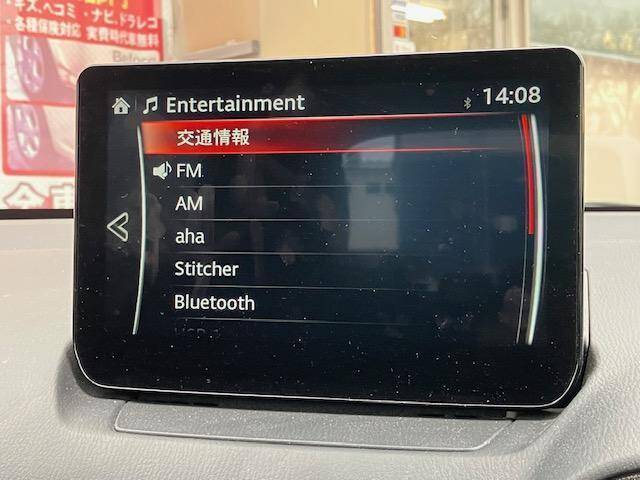 ・キズ、ヘコミ ・ナビ、ドラレコ
・各種保険対応 実費時代車無料
Before
Entertainment
14:08
交通情報
FM
AM
aha
Stitcher
Bluetooth